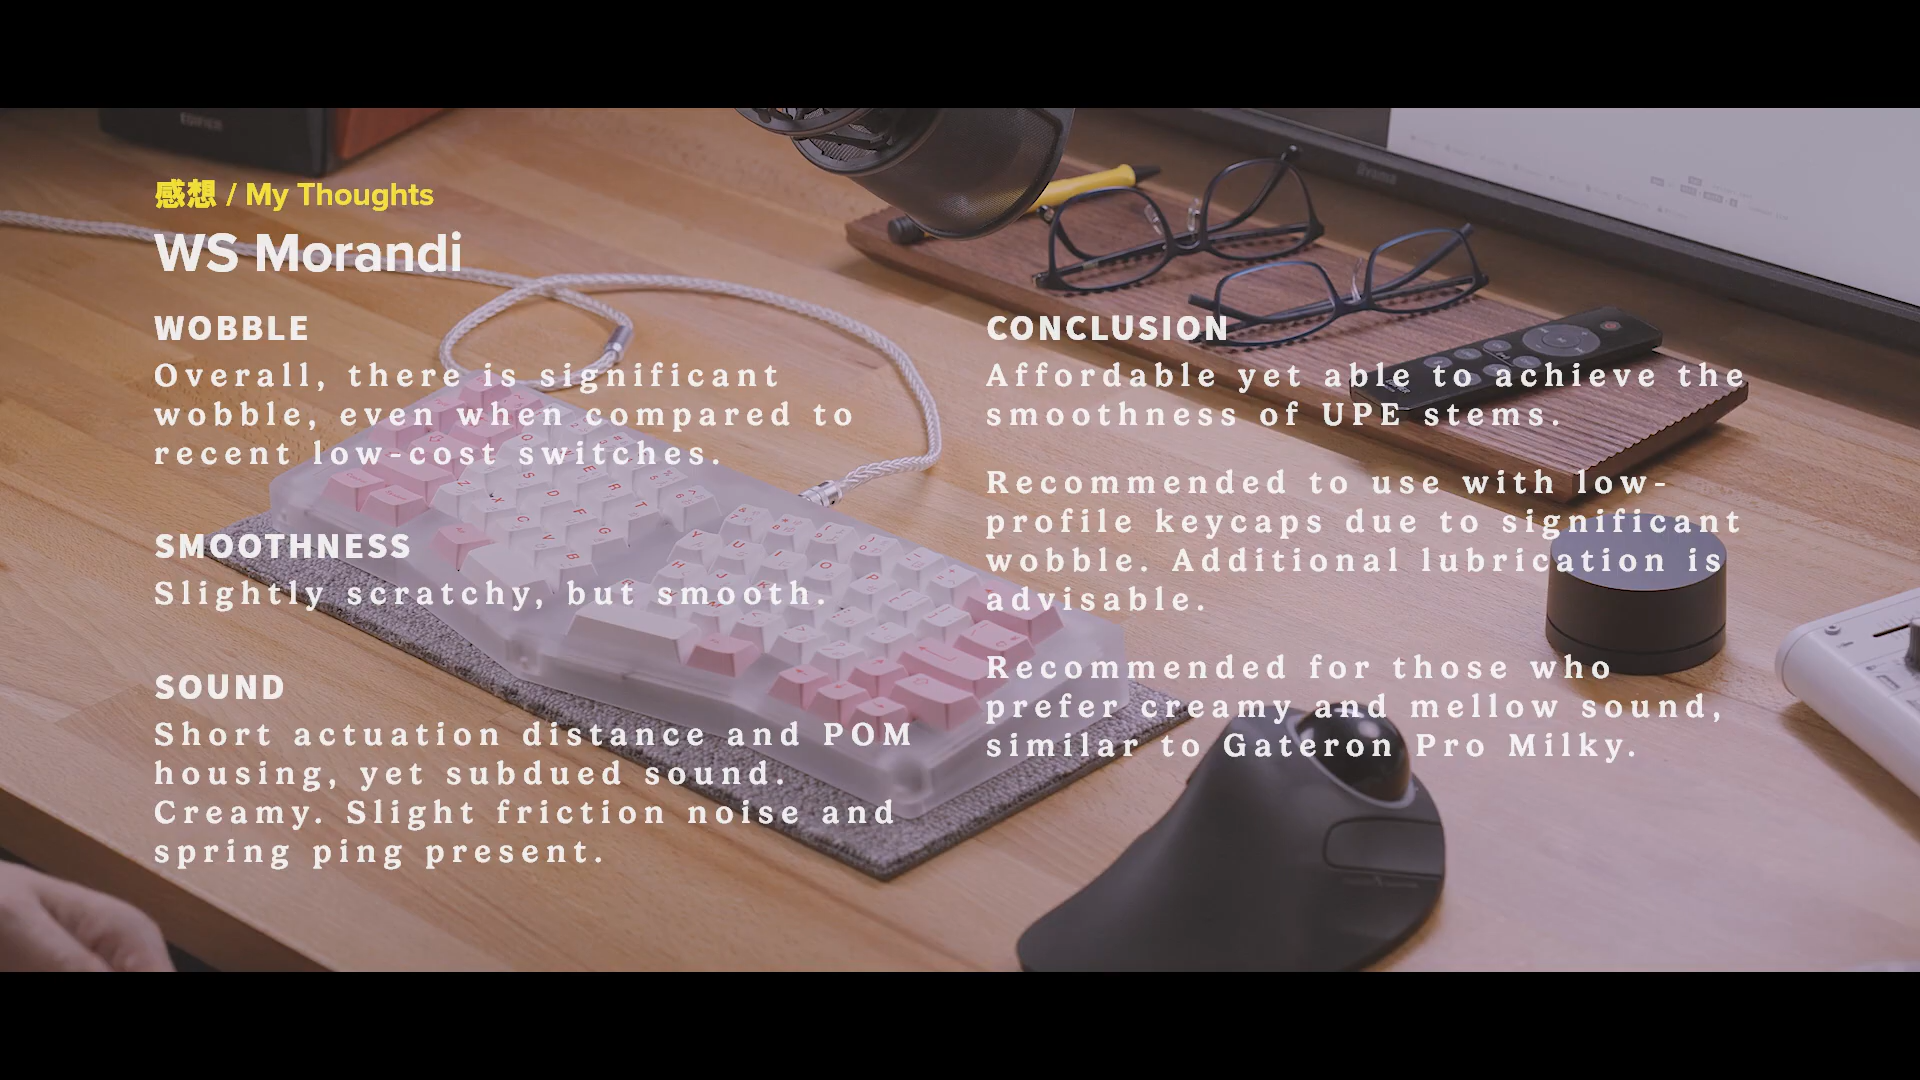 感想 / My Thoughts
WS Morandi
WOBBLE
Overall, there is significant
wobble, even when compared to
recent low-cost switches.
SMOOTHNESS
Slightly scratchy, but smooth.
SOUND
Short actuation distance and POM
housing, yet subdued sound.
Creamy. Slight friction noise and
spring ping present.
CONCLUSION
Affordable yet able to achieve the
smoothness of UPE stems.
Recommended to use with low-
profile keycaps due to significant
wobble. Additional lubrication is
advisable.
Recommended for those who
prefer creamy and mellow sound,
similar to Gateron Pro Milky.
EDIFIER